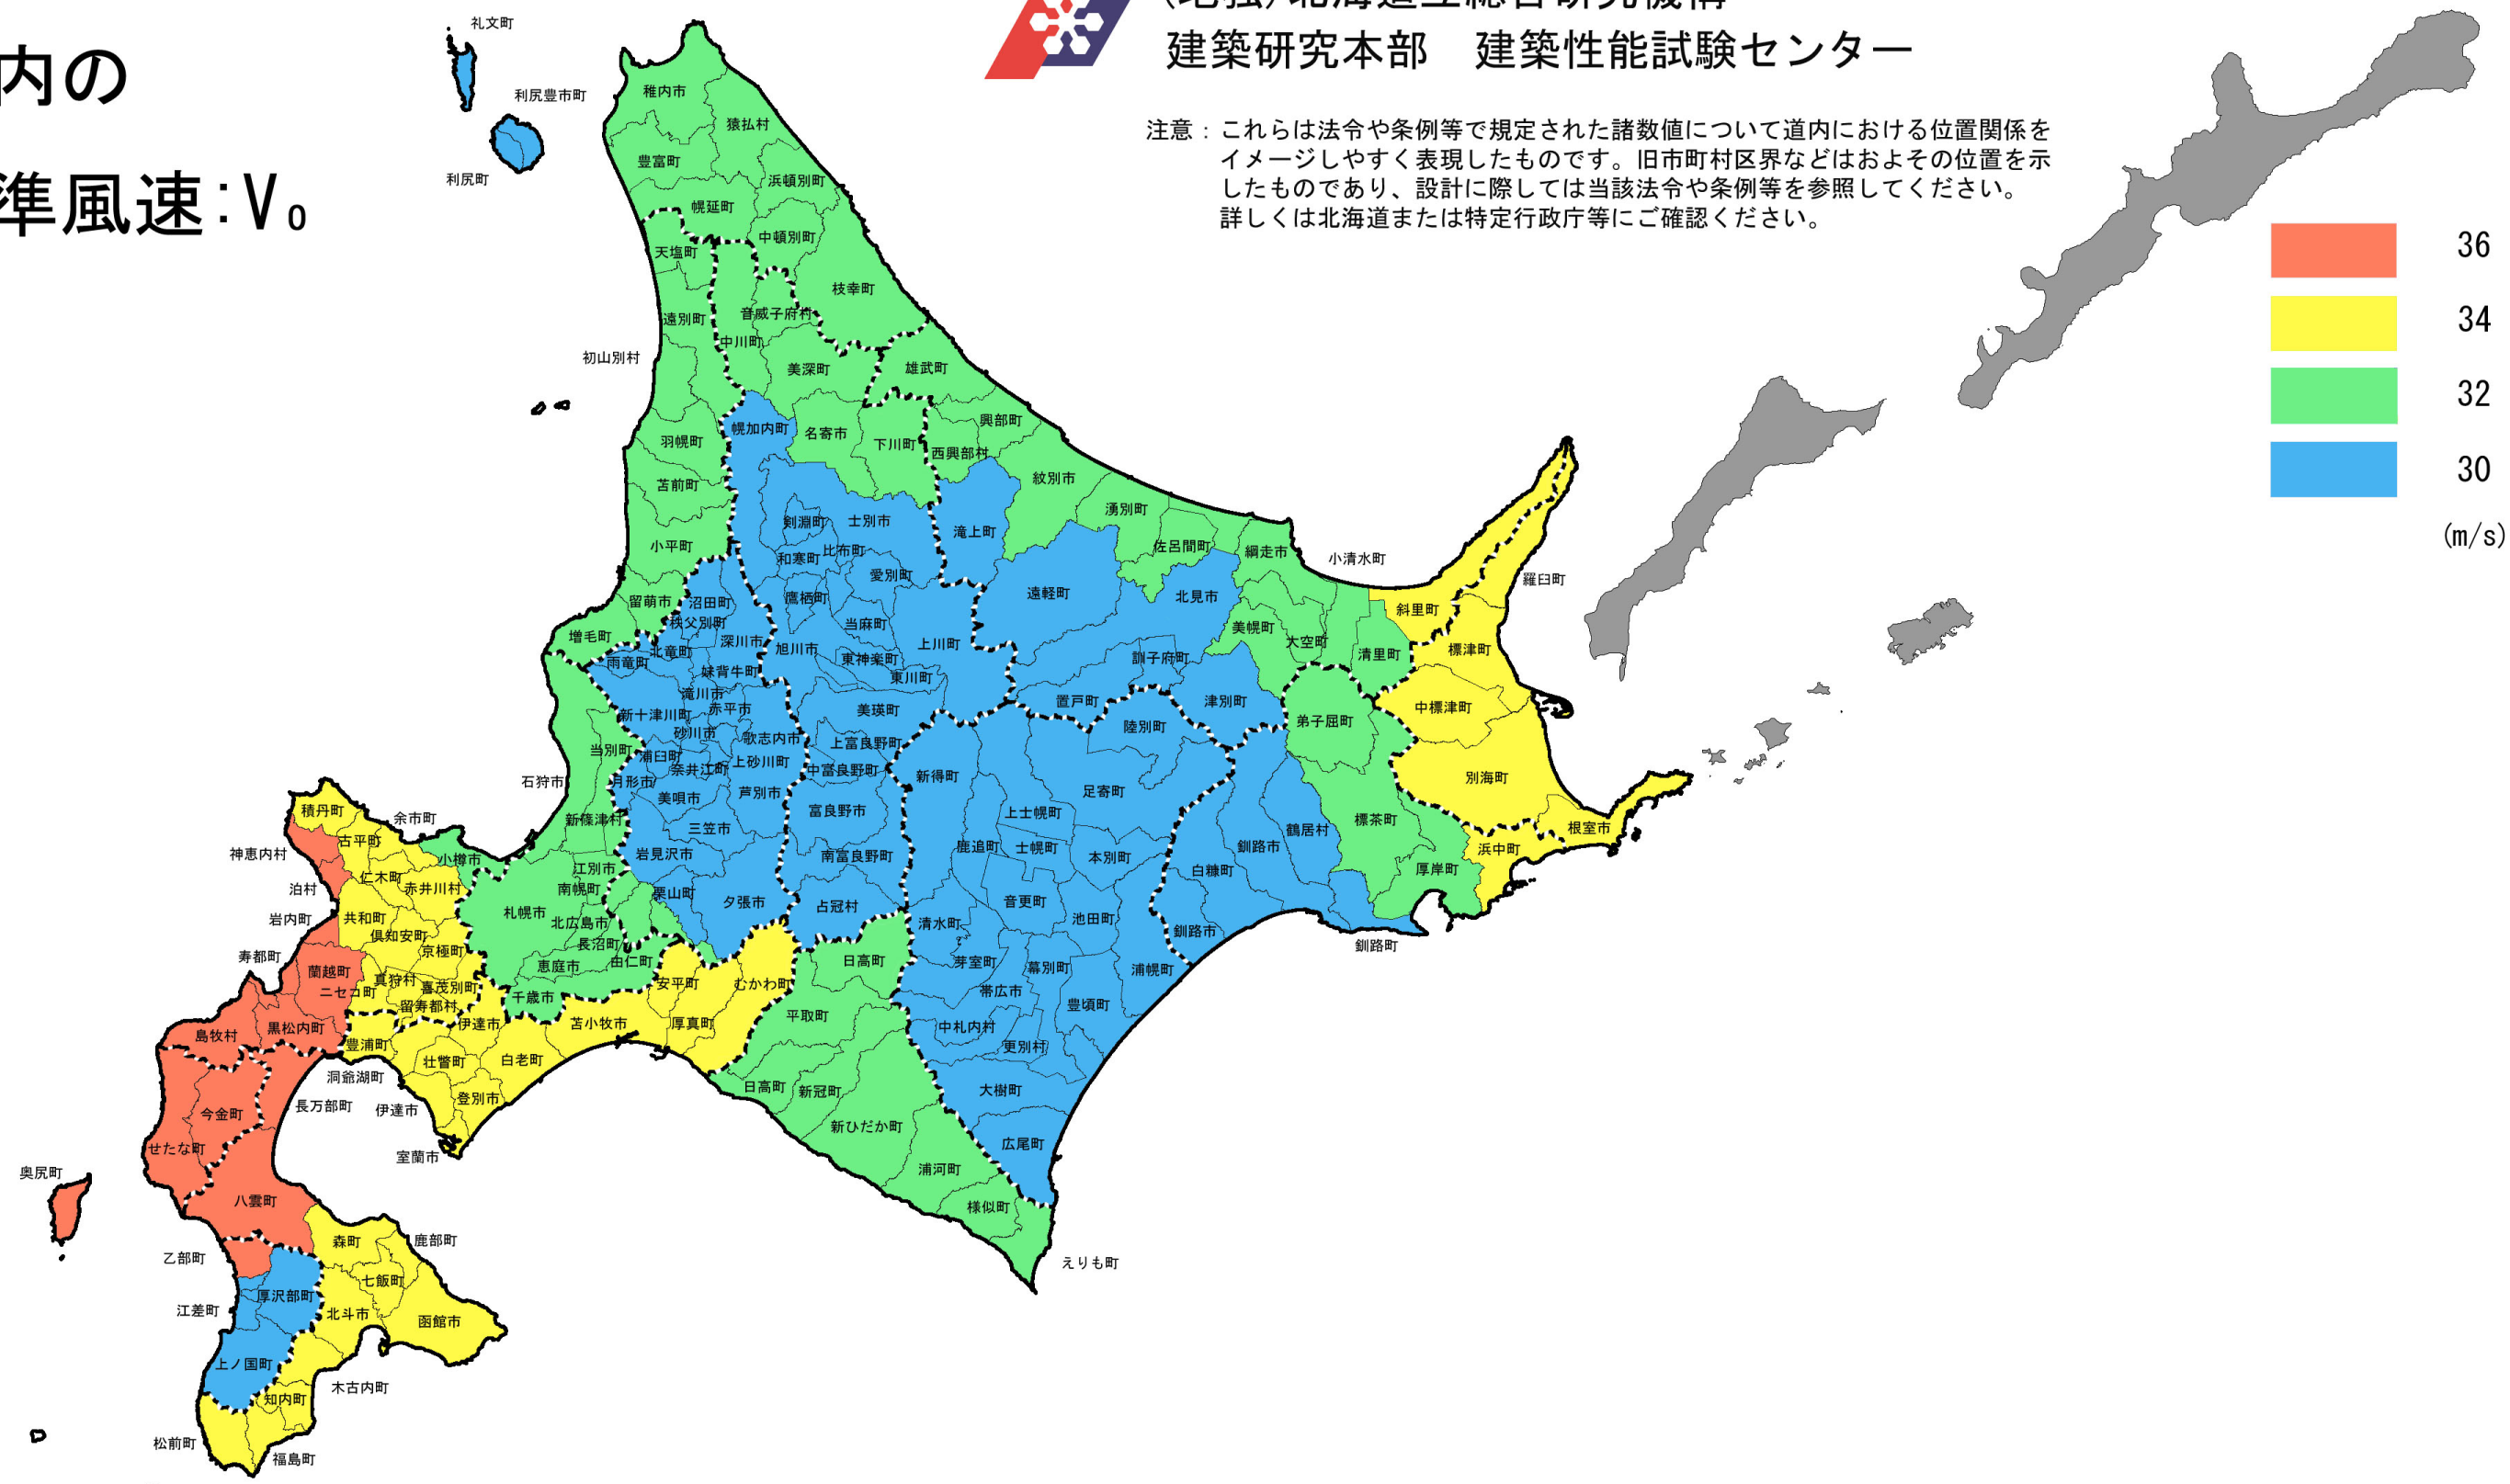 内の
準風速:V₀
建築研究本部　建築性能試験センター
注意：これらは法令や条例等で規定された諸数値について道内における位置関係を
イメージしやすく表現したものです。旧市町村区界などはおよその位置を示
したものであり、設計に際しては当該法令や条例等を参照してください。
詳しくは北海道または特定行政庁等にご確認ください。
36
34
32
30
(m/s)
礼文町
利尻豊市町
利尻町
稚内市
猿払村
豊富町
浜頓別町
幌延町
中頓別町
天塩町
枝幸町
音威子府村
遠別町
中川町
初山別村
美深町
雄武町
興部町
幌加内町
名寄市
下川町
西興部村
羽幌町
紋別市
苫前町
湧別町
剣淵町
士別市
滝上町
小平町
佐呂間町
網走市
小清水町
和寒町
比布町
愛別町
羅臼町
遠軽町
北見市
留萌市
沼田町
鷹栖町
斜里町
秩父別町
当麻町
美幌町
増毛町
深川市
旭川市
上川町
大空町
清里町
標津町
雨竜町
北竜町
東神楽町
訓子府町
妹背牛町
東川町
滝川市
置戸町
津別町
中標津町
新十津川町
赤平市
美瑛町
弟子屈町
砂川市
歌志内市
上富良野町
陸別町
当別町
浦臼町
上砂川町
奈井江町
中富良野町
新得町
別海町
石狩市
月形市
美唄市
芦別市
足寄町
積丹町
余市町
新篠津村
三笠市
富良野市
上士幌町
標茶町
鶴居村
根室市
古平町
神恵内村
小樽市
岩見沢市
南富良野町
鹿追町
士幌町
本別町
釧路市
浜中町
江別市
仁木町
赤井川村
泊村
南幌町
栗山町
夕張市
占冠村
音更町
白糠町
厚岸町
岩内町
共和町
札幌市
北広島市
清水町
池田町
釧路市
倶知安町
京極町
長沼町
釧路町
寿都町
蘭越町
恵庭市
由仁町
日高町
芽室町
幕別町
浦幌町
真狩村
ニセコ町
喜茂別町
千歳市
安平町
むかわ町
帯広市
留寿都村
豊頃町
島牧村
黒松内町
伊達市
苫小牧市
厚真町
平取町
中札内村
豊浦町
更別村
壮瞥町
白老町
洞爺湖町
日高町
新冠町
大樹町
今金町
長万部町
伊達市
登別市
新ひだか町
せたな町
広尾町
室蘭市
奥尻町
浦河町
八雲町
様似町
乙部町
森町
鹿部町
えりも町
七飯町
厚沢部町
江差町
北斗市
函館市
上ノ国町
木古内町
知内町
松前町
福島町